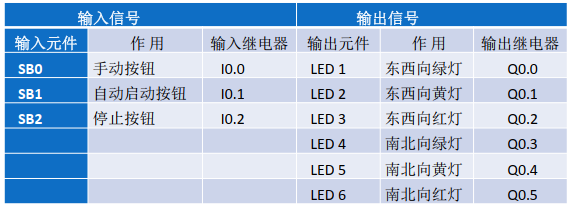 输入信号 输出信号
输入元件 作 用 输入继电器 输出元件 作 用 输出继电器
SB0 手动按钮 I0.0 LED 1 东西向绿灯 Q0.0
SB1 自动启动按钮 I0.1 LED 2 东西向黄灯 Q0.1
SB2 停止按钮 I0.2 LED 3 东西向红灯 Q0.2
LED 4 南北向绿灯 Q0.3
LED 5 南北向黄灯 Q0.4
LED 6 南北向红灯 Q0.5